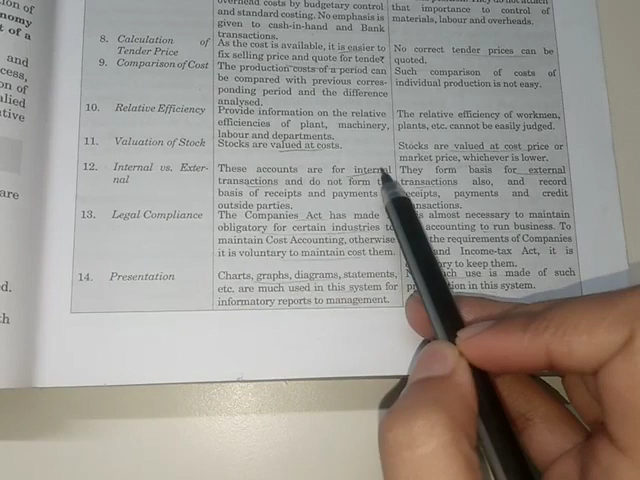 ion of
nomy
t of a
and
cess,
on of
alied
ative
are
d.
th
overhead costs by budgetary control
and standard costing. No emphasis is
given to cash-in-hand and Bank
transactions.
that importance to control of
materials, labour and overheads.
8. Calculation of
Tender Price
As the cost is available, it is easier to
fix selling price and quote for tender
No correct tender prices can be
quoted.
9. Comparison of Cost
The production costs of a period can
be compared with previous corres-
ponding period and the difference
analysed.
Such comparison of costs of
individual production is not easy.
10. Relative Efficiency
Provide information on the relative
efficiencies of plant, machinery,
labour and departments.
The relative efficiency of workmen,
plants, etc. cannot be easily judged.
11. Valuation of Stock
Stocks are valued at costs.
Stocks are valued at cost price or
market price, whichever is lower.
12. Internal vs. Exter-
nal
These accounts are for internal
transactions and do not form
basis of receipts and payments
outside parties.
They form basis for external
transactions also, and record
receipts, payments and credit
transactions.
13. Legal Compliance
The Companies Act has made
obligatory for certain industries
maintain Cost Accounting, otherwise
it is voluntary to maintain cost them.
is almost necessary to maintain
accounting to run business. To
the requirements of Companies
and Income-tax Act, it is
to keep them.
14. Presentation
Charts, graphs, diagrams, statements,
etc. are much used in this system for
informatory reports to management.
use is made of such
in this system.